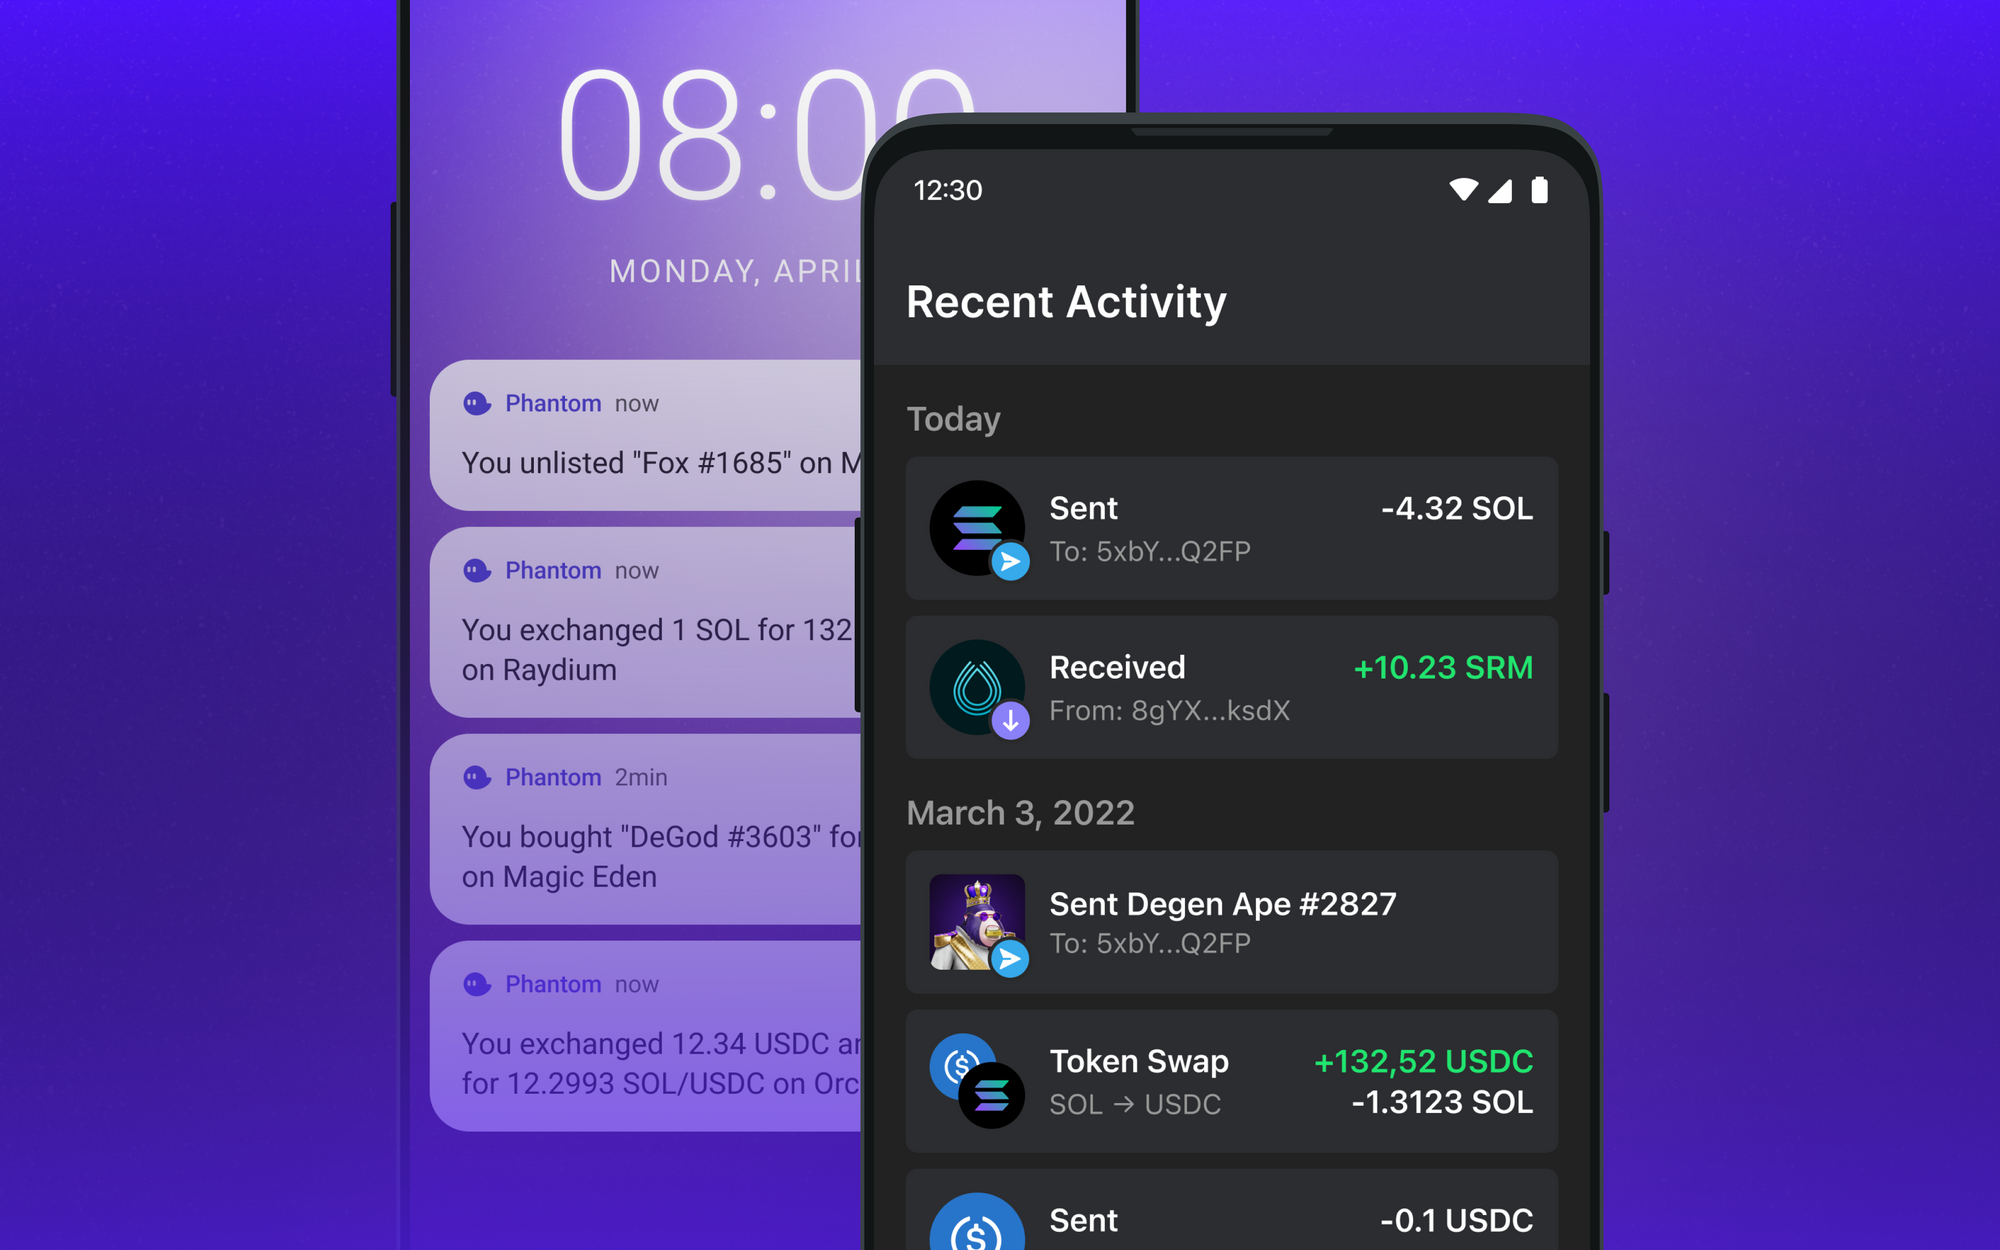 08:00
MONDAY, APRIL
Phantom now
You unlisted "Fox #1685" on
Phantom now
You exchanged 1 SOL for 132
on Raydium
Phantom 2min
You bought "DeGod #3603"
on Magic Eden
Phantom now
You exchanged 12.34 USDC
for 12.2993 SOL/USDC on
12:30
Recent Activity
Today
Sent -4.32 SOL
To: 5xbY...Q2FP
Received +10.23 SRM
From: 8gYX...ksdX
March 3, 2022
Sent Degen Ape #2827
To: 5xbY...Q2FP
Token Swap +132,52 USDC
SOL → USDC -1.3123 SOL
Sent -0.1 USDC